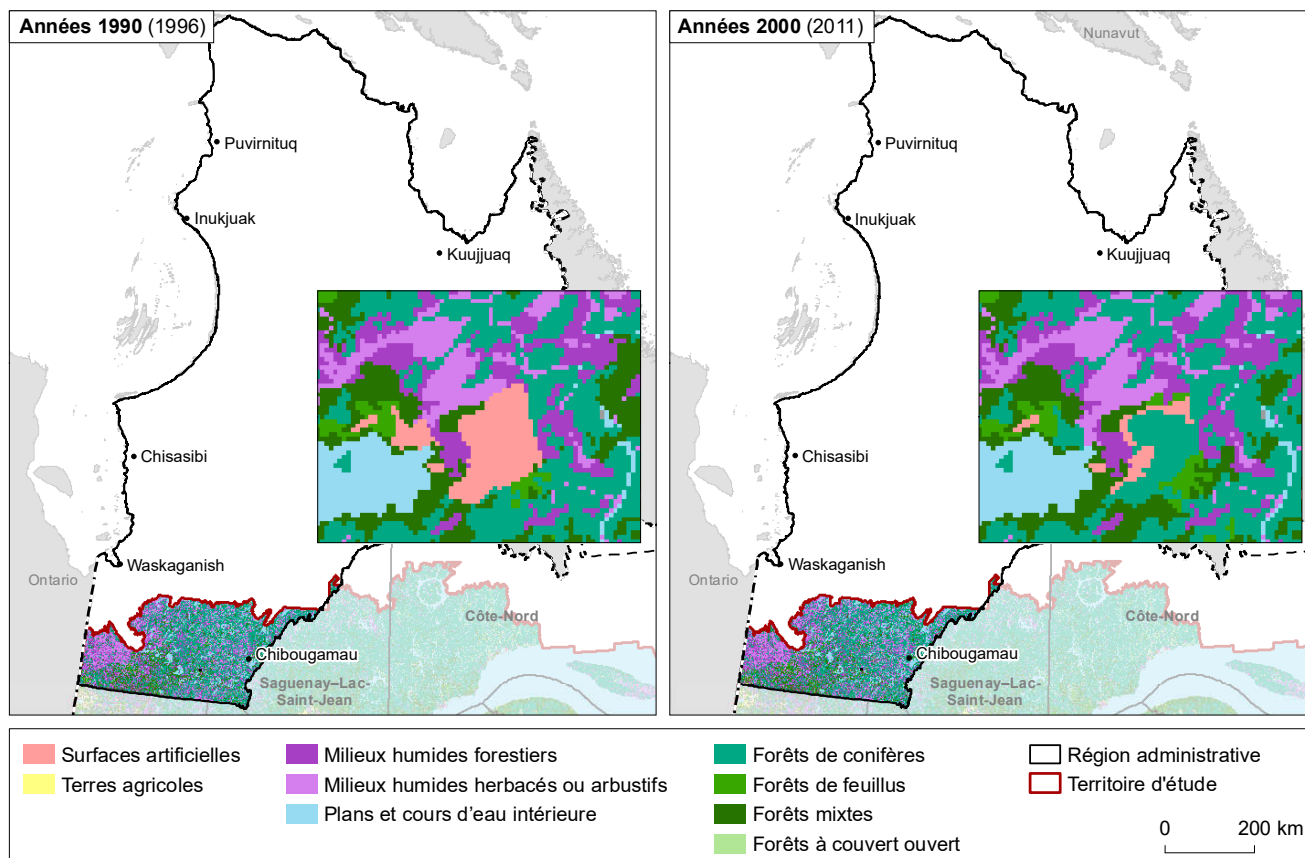 Années 1990 (1996)
Puvirnituq
Inukjuak
Kuujjuaq
Chisasibi
Waskaganish
Ontario
Côte-Nord
Chibougamau
Saguenay–Lac-
Saint-Jean
Années 2000 (2011)
Nunavut
Puvirnituq
Inukjuak
Kuujjuaq
Chisasibi
Waskaganish
Ontario
Côte-Nord
Chibougamau
Saguenay–Lac-
Saint-Jean
Surfaces artificielles
Terres agricoles
Milieux humides forestiers
Milieux humides herbacés ou arbustifs
Plans et cours d’eau intérieure
Forêts de conifères
Forêts de feuillus
Forêts mixtes
Forêts à couvert ouvert
Région administrative
Territoire d'étude
0 200 km